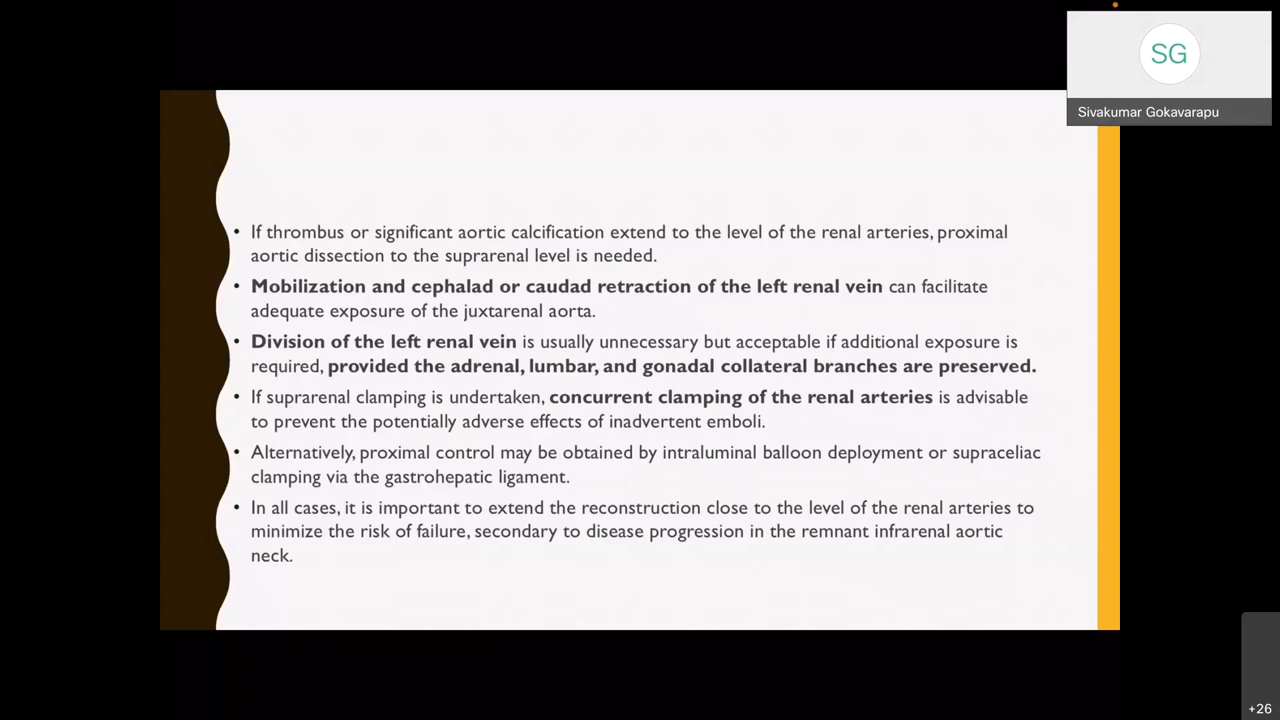 SG
Sivakumar Gokavarapu
• If thrombus or significant aortic calcification extend to the level of the renal arteries, proximal
aortic dissection to the suprarenal level is needed.
• Mobilization and cephalad or caudad retraction of the left renal vein can facilitate
adequate exposure of the juxtarenal aorta.
• Division of the left renal vein is usually unnecessary but acceptable if additional exposure is
required, provided the adrenal, lumbar, and gonadal collateral branches are preserved.
• If suprarenal clamping is undertaken, concurrent clamping of the renal arteries is advisable
to prevent the potentially adverse effects of inadvertent emboli.
• Alternatively, proximal control may be obtained by intraluminal balloon deployment or supraceliac
clamping via the gastrohepatic ligament.
• In all cases, it is important to extend the reconstruction close to the level of the renal arteries to
minimize the risk of failure, secondary to disease progression in the remnant infrarenal aortic
neck.
+26